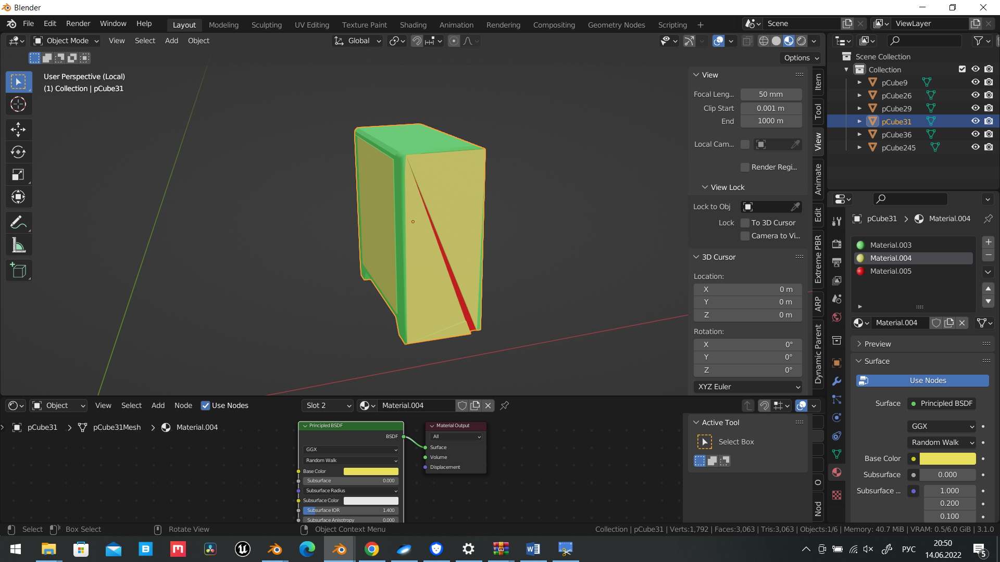 Blender
File Edit Render Window Help
Layout Modeling Sculpting UV Editing Texture Paint Shading Animation Rendering Compositing Geometry Nodes Scripting
Scene
ViewLayer
Object Mode View Select Add Object
Global
Options
User Perspective (Local)
(1) Collection | pCube31
View
Focal Leng... 50 mm
Clip Start 0.001 m
End 1000 m
Local Cam...
Render Regi...
View Lock
Lock to Obj
Lock To 3D Cursor
Camera to Vi...
3D Cursor
Location:
X 0 m
Y 0 m
Z 0 m
Rotation:
X 0°
Y 0°
Z 0°
XYZ Euler
Item
Tool
View
Animate
Edit
Extreme PBR
ARP
Dynamic Parent
Scene Collection
Collection
pCube9
pCube26
pCube29
pCube31
pCube36
pCube245
pCube31 Material.004
Material.003
Material.004
Material.005
Material.004
Preview
Surface
Use Nodes
Surface Principled BSDF
GGX
Random Walk
Base Color
Subsurface 0.000
Subsurface ... 1.000
0.200
0.100
Object View Select Add Node Use Nodes
Slot 2
Material.004
pCube31 pCube31Mesh Material.004
Principled BSDF
BSDF
GGX
Random Walk
Base Color
Subsurface 0.000
Subsurface Radius
Subsurface Color
Subsurface IOR 1.400
Subsurface Anisotropy 0.000
Material Output
All
Surface
Volume
Displacement
Active Tool
Select Box
O
Nod
Select Box Select Rotate View Object Context Menu
Collection | pCube31 | Verts:1,792 | Faces:3,063 | Tris:3,063 | Objects:1/6 | Memory: 40.7 MiB | VRAM: 0.5/6.0 GiB | 3.1.0
РУС
20:50
14.06.2022
5